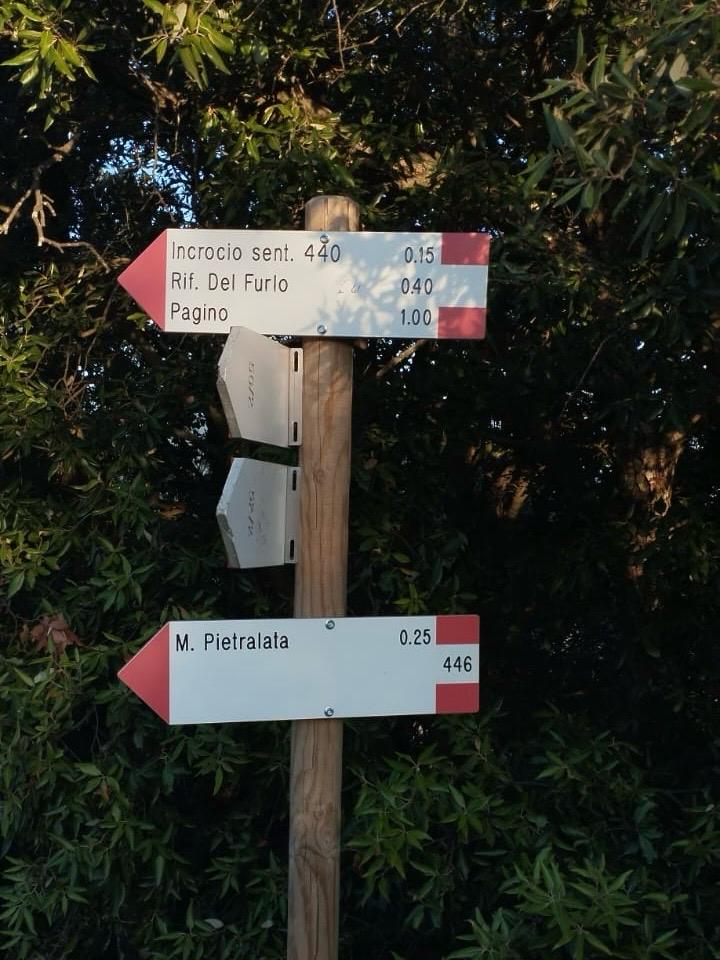 Incrocio sent. 440 0.15
Rif. Del Furlo 0.40
Pagino 1.00
M. Pietralata 0.25
446